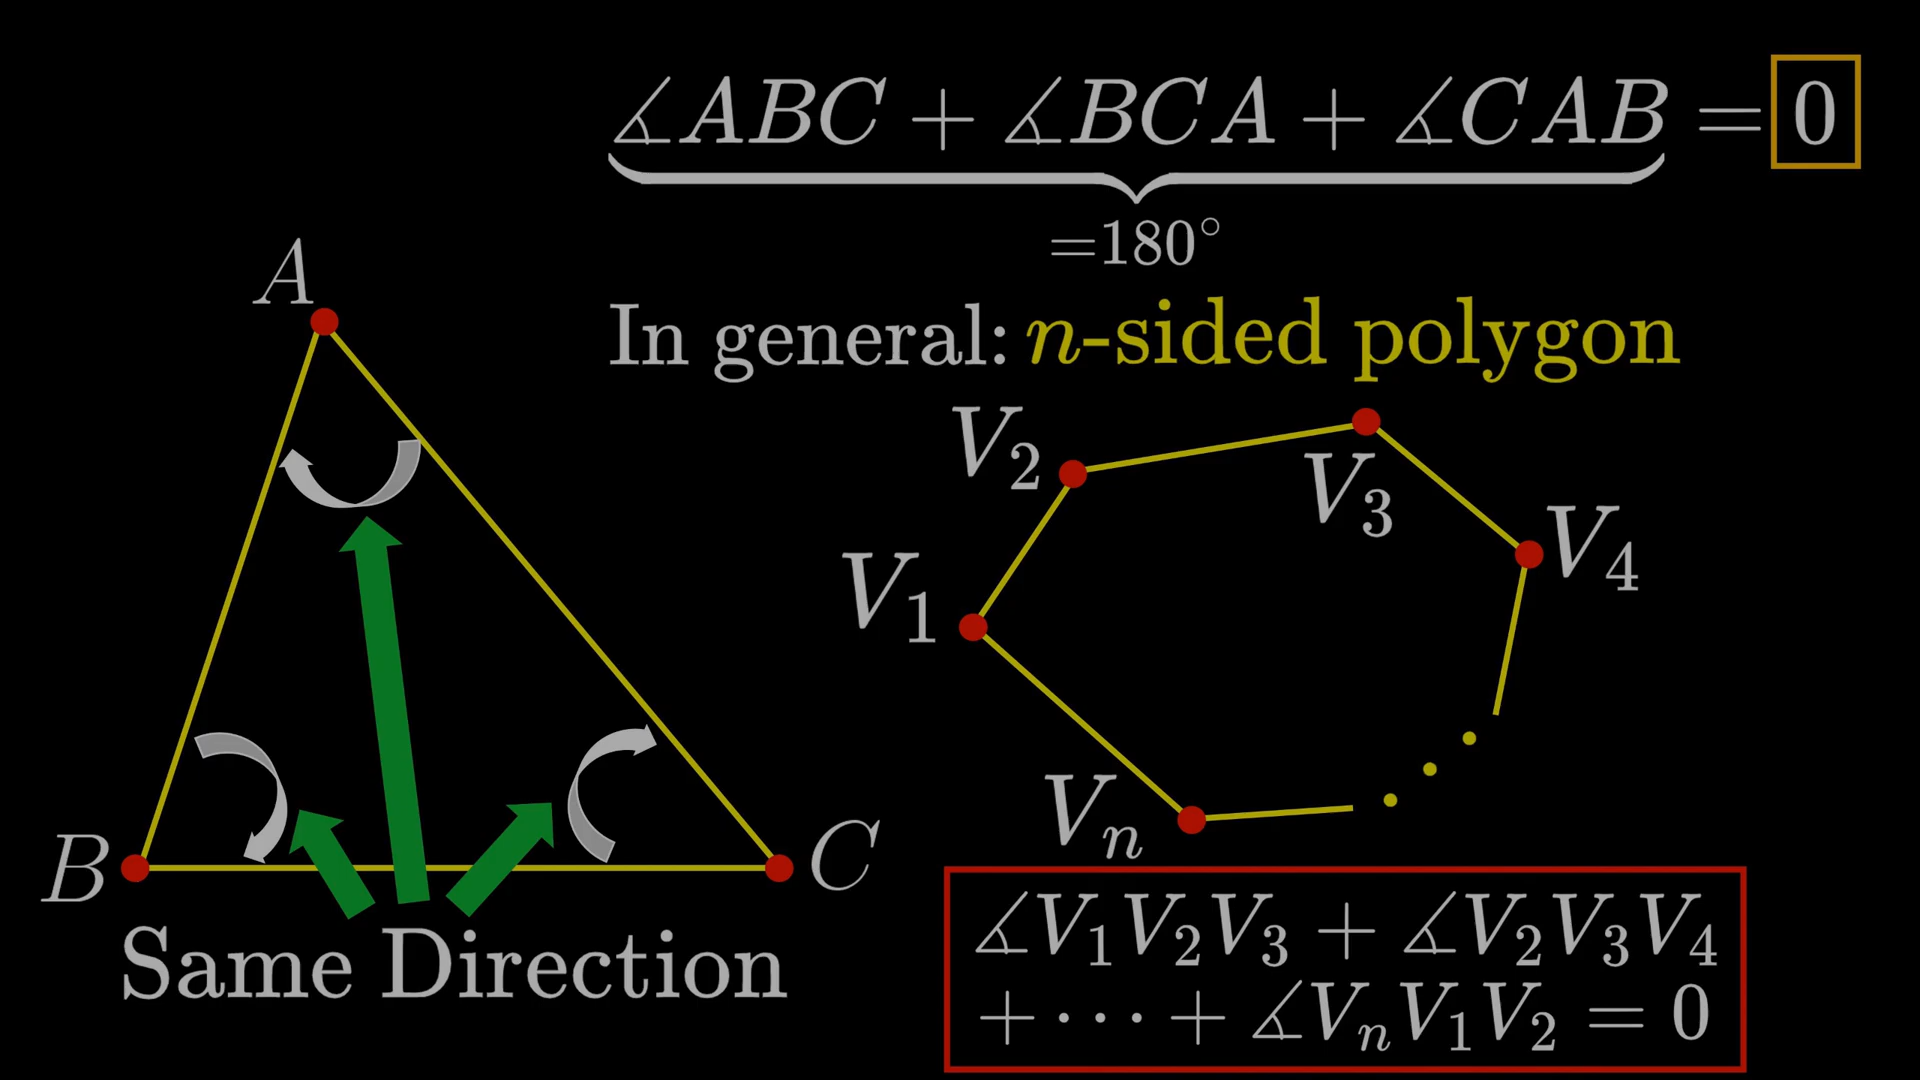 ∡ABC + ∡BCA + ∡CAB = 0
=180°
In general: n-sided polygon
A
B
C
Same Direction
V₂
V₃
V₄
V₁
Vₙ
∡V₁V₂V₃ + ∡V₂V₃V₄
+ ··· + ∡VₙV₁V₂ = 0